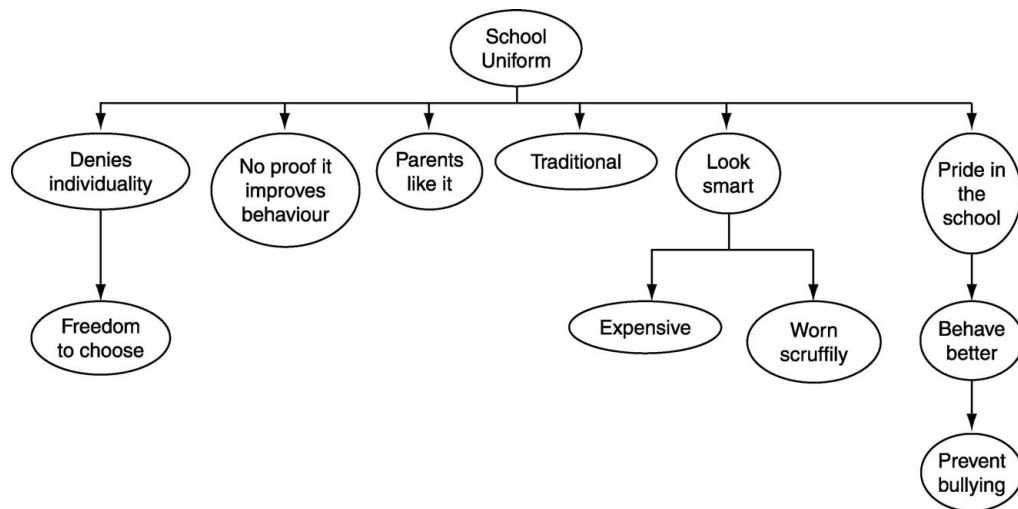 School
Uniform
Denies
individuality
No proof it
improves
behaviour
Parents
like it
Traditional
Look
smart
Pride in
the
school
Freedom
to choose
Expensive
Worn
scruffily
Behave
better
Prevent
bullying